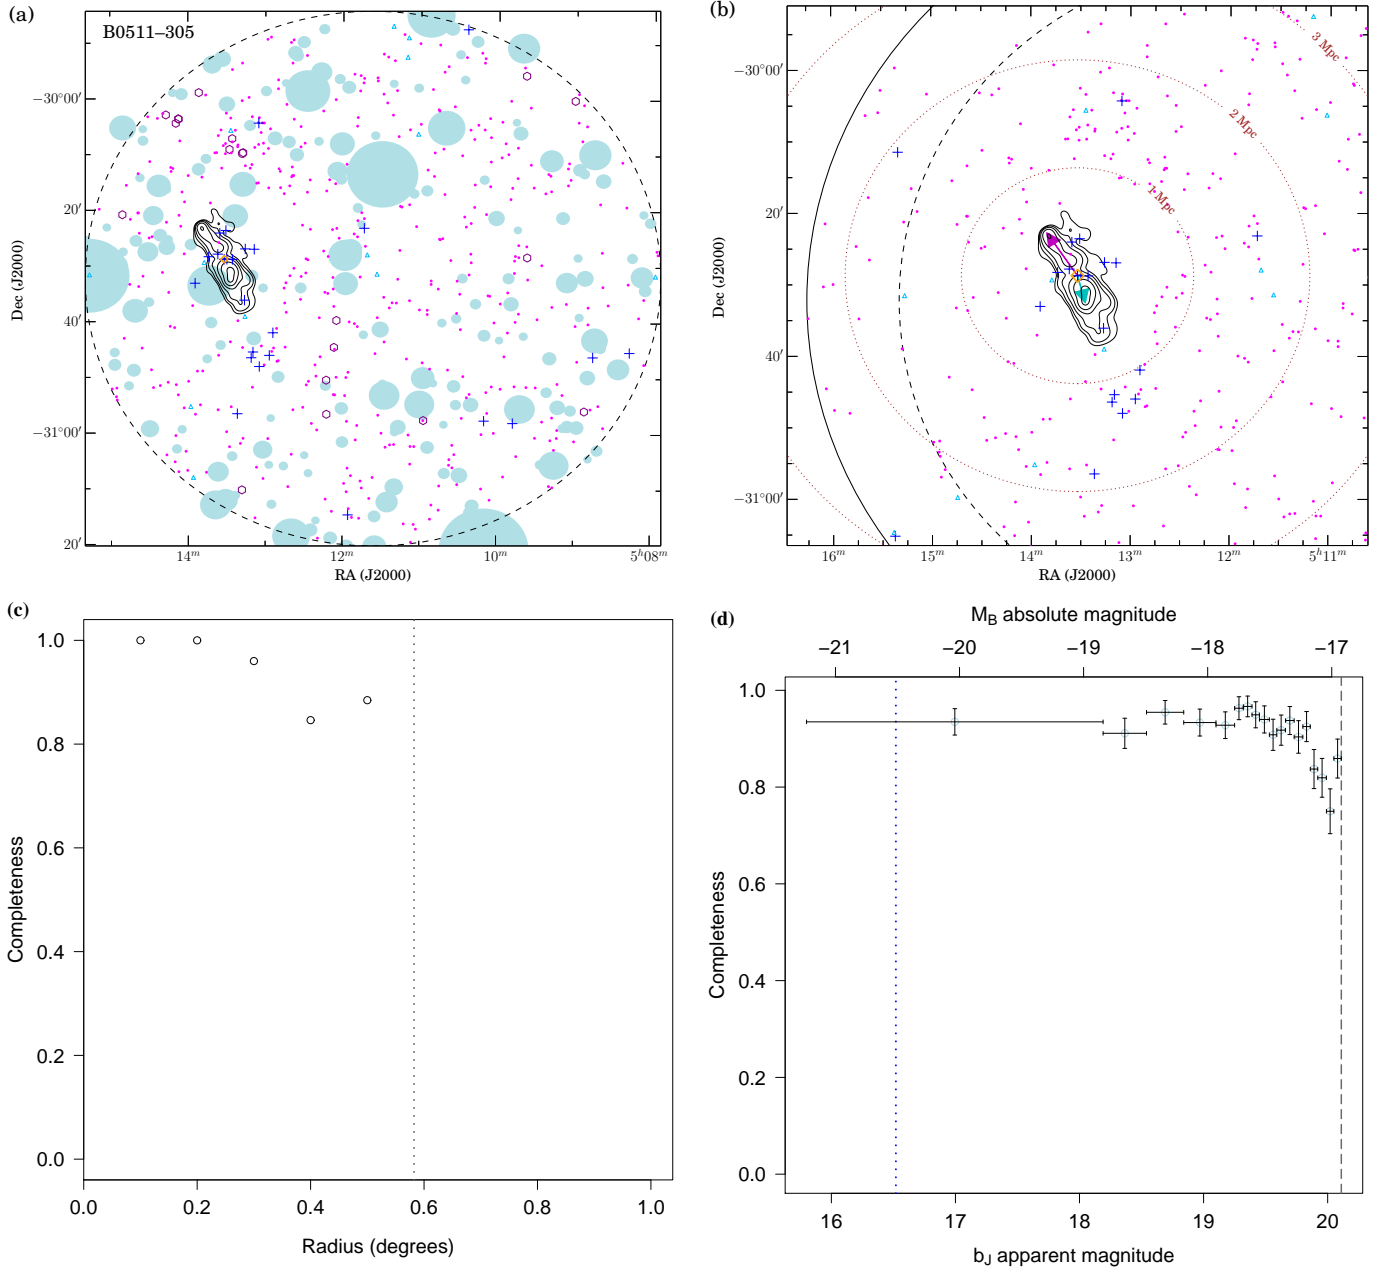 (a)
B0511–305
Dec (J2000)
−30°00′
20′
40′
−31°00′
20′
14ᵐ
12ᵐ
10ᵐ
5ʰ08ᵐ
RA (J2000)
(b)
Dec (J2000)
−30°00′
20′
40′
−31°00′
1 Mpc
2 Mpc
3 Mpc
16ᵐ
15ᵐ
14ᵐ
13ᵐ
12ᵐ
5ʰ11ᵐ
RA (J2000)
(c)
Completeness
1.0
0.8
0.6
0.4
0.2
0.0
0.0 0.2 0.4 0.6 0.8 1.0
Radius (degrees)
(d)
M_B absolute magnitude
−21 −20 −19 −18 −17
Completeness
1.0
0.8
0.6
0.4
0.2
0.0
16 17 18 19 20
b_J apparent magnitude